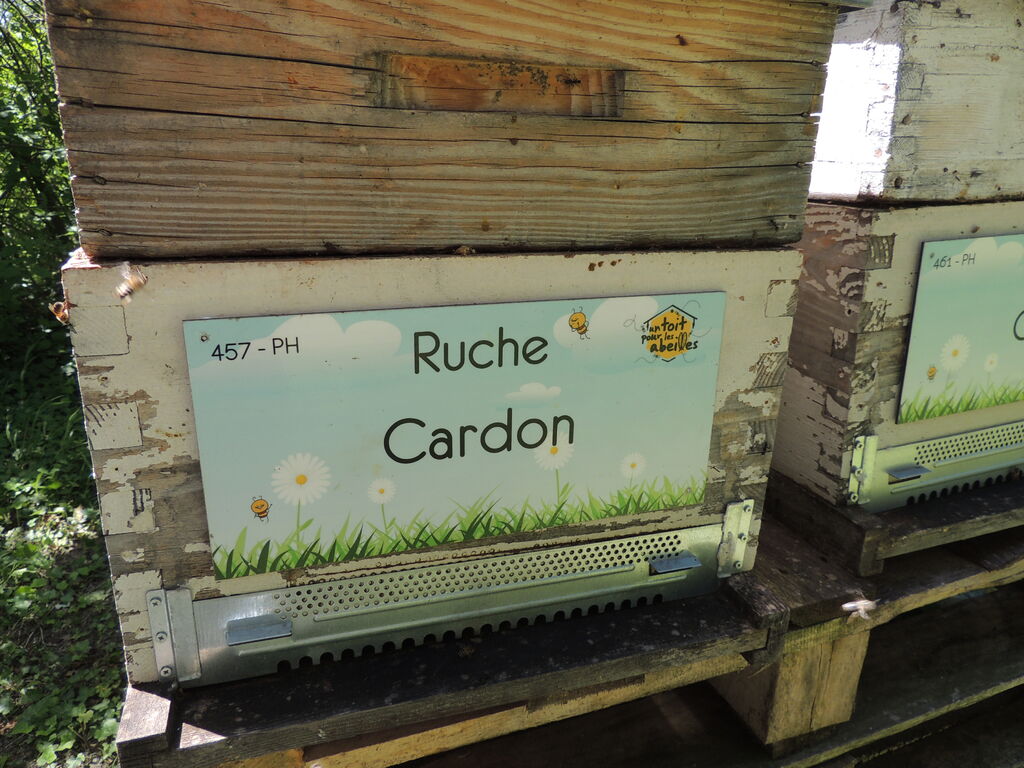 457 - PH
Ruche
Cardon
un toit
pour les
abeilles
461 - PH